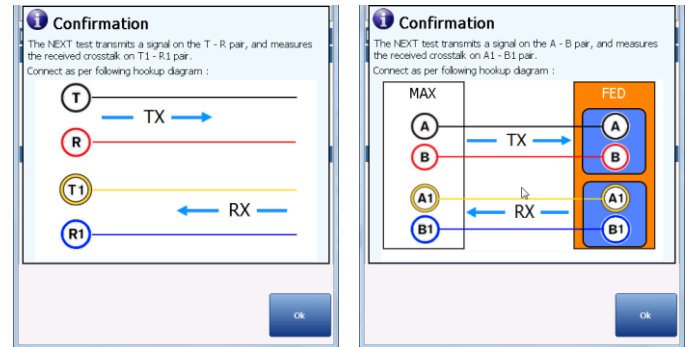 Confirmation
The NEXT test transmits a signal on the T - R pair, and measures
the received crosstalk on T1 - R1 pair.
Connect as per following hookup diagram :
T
TX
R
T1
RX
R1
Ok
Confirmation
The NEXT test transmits a signal on the A - B pair, and measures
the received crosstalk on A1 - B1 pair.
Connect as per following hookup diagram :
MAX FED
A A
TX
B B
A1 A1
RX
B1 B1
Ok